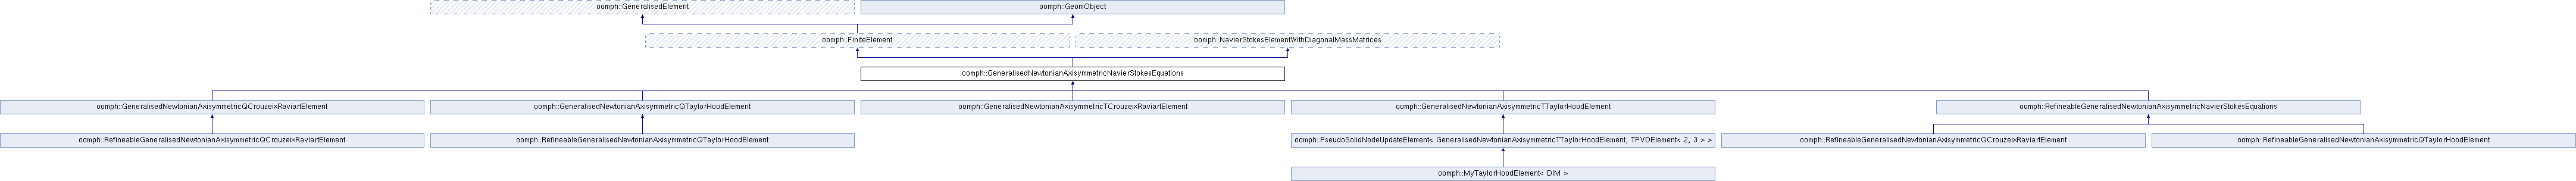 oomph::GeneralisedElement
oomph::GeomObject
oomph::FiniteElement
oomph::NavierStokesElementWithDiagonalMassMatrices
oomph::GeneralisedNewtonianAxisymmetricNavierStokesEquations
oomph::GeneralisedNewtonianAxisymmetricQCrouzeixRaviartElement
oomph::GeneralisedNewtonianAxisymmetricQTaylorHoodElement
oomph::GeneralisedNewtonianAxisymmetricTCrouzeixRaviartElement
oomph::GeneralisedNewtonianAxisymmetricTTaylorHoodElement
oomph::RefineableGeneralisedNewtonianAxisymmetricNavierStokesEquations
oomph::RefineableGeneralisedNewtonianAxisymmetricQCrouzeixRaviartElement
oomph::RefineableGeneralisedNewtonianAxisymmetricQTaylorHoodElement
oomph::PseudoSolidNodeUpdateElement< GeneralisedNewtonianAxisymmetricTTaylorHoodElement, TPVDElement< 2, 3 > >
oomph::RefineableGeneralisedNewtonianAxisymmetricQCrouzeixRaviartElement
oomph::RefineableGeneralisedNewtonianAxisymmetricQTaylorHoodElement
oomph::MyTaylorHoodElement< DIM >